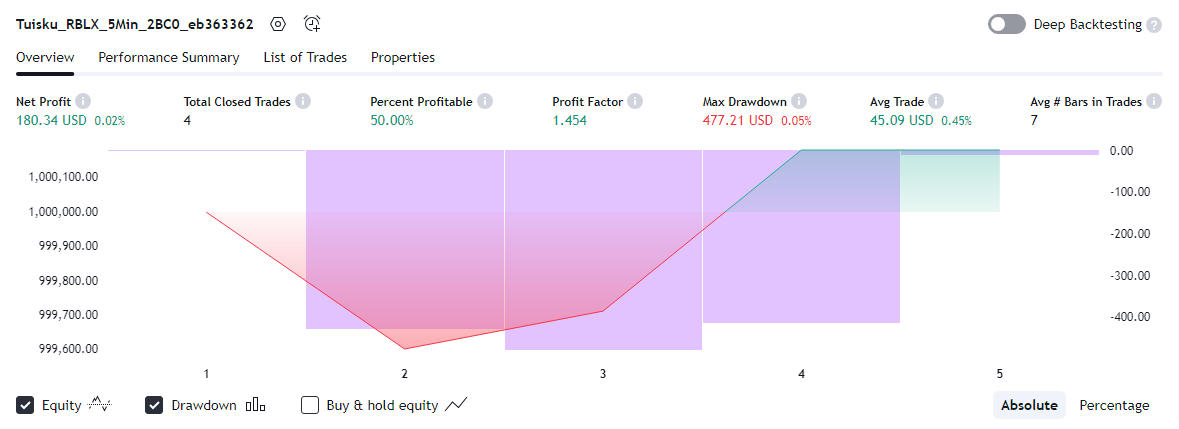 Tuisku_RBLX_5Min_2BC0_eb363362 Deep Backtesting ?
Overview Performance Summary List of Trades Properties
Net Profit i Total Closed Trades i Percent Profitable i Profit Factor i Max Drawdown i Avg Trade i Avg # Bars in Trades i
180.34 USD 0.02% 4 50.00% 1.454 477.21 USD 0.05% 45.09 USD 0.45% 7
0.00
1,000,100.00
-100.00
1,000,000.00
-200.00
999,900.00
-300.00
999,800.00
999,700.00
-400.00
999,600.00
1 2 3 4 5
Equity Drawdown Buy & hold equity Absolute Percentage